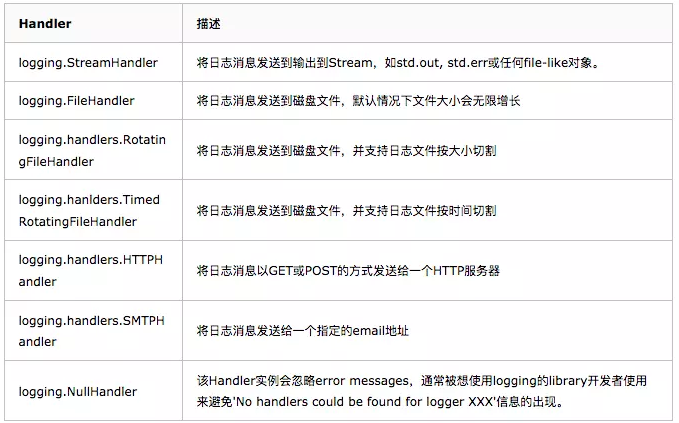 Handler
描述
logging.StreamHandler
将日志消息发送到输出到Stream，如std.out, std.err或任何file-like对象。
logging.FileHandler
将日志消息发送到磁盘文件，默认情况下文件大小会无限增长
logging.handlers.Rotatin
gFileHandler
将日志消息发送到磁盘文件，并支持日志文件按大小切割
logging.hanlders.Timed
RotatingFileHandler
将日志消息发送到磁盘文件，并支持日志文件按时间切割
logging.handlers.HTTPH
andler
将日志消息以GET或POST的方式发送给一个HTTP服务器
logging.handlers.SMTPH
andler
将日志消息发送给一个指定的email地址
logging.NullHandler
该Handler实例会忽略error messages，通常被想使用logging的library开发者使用
来避免'No handlers could be found for logger XXX'信息的出现。